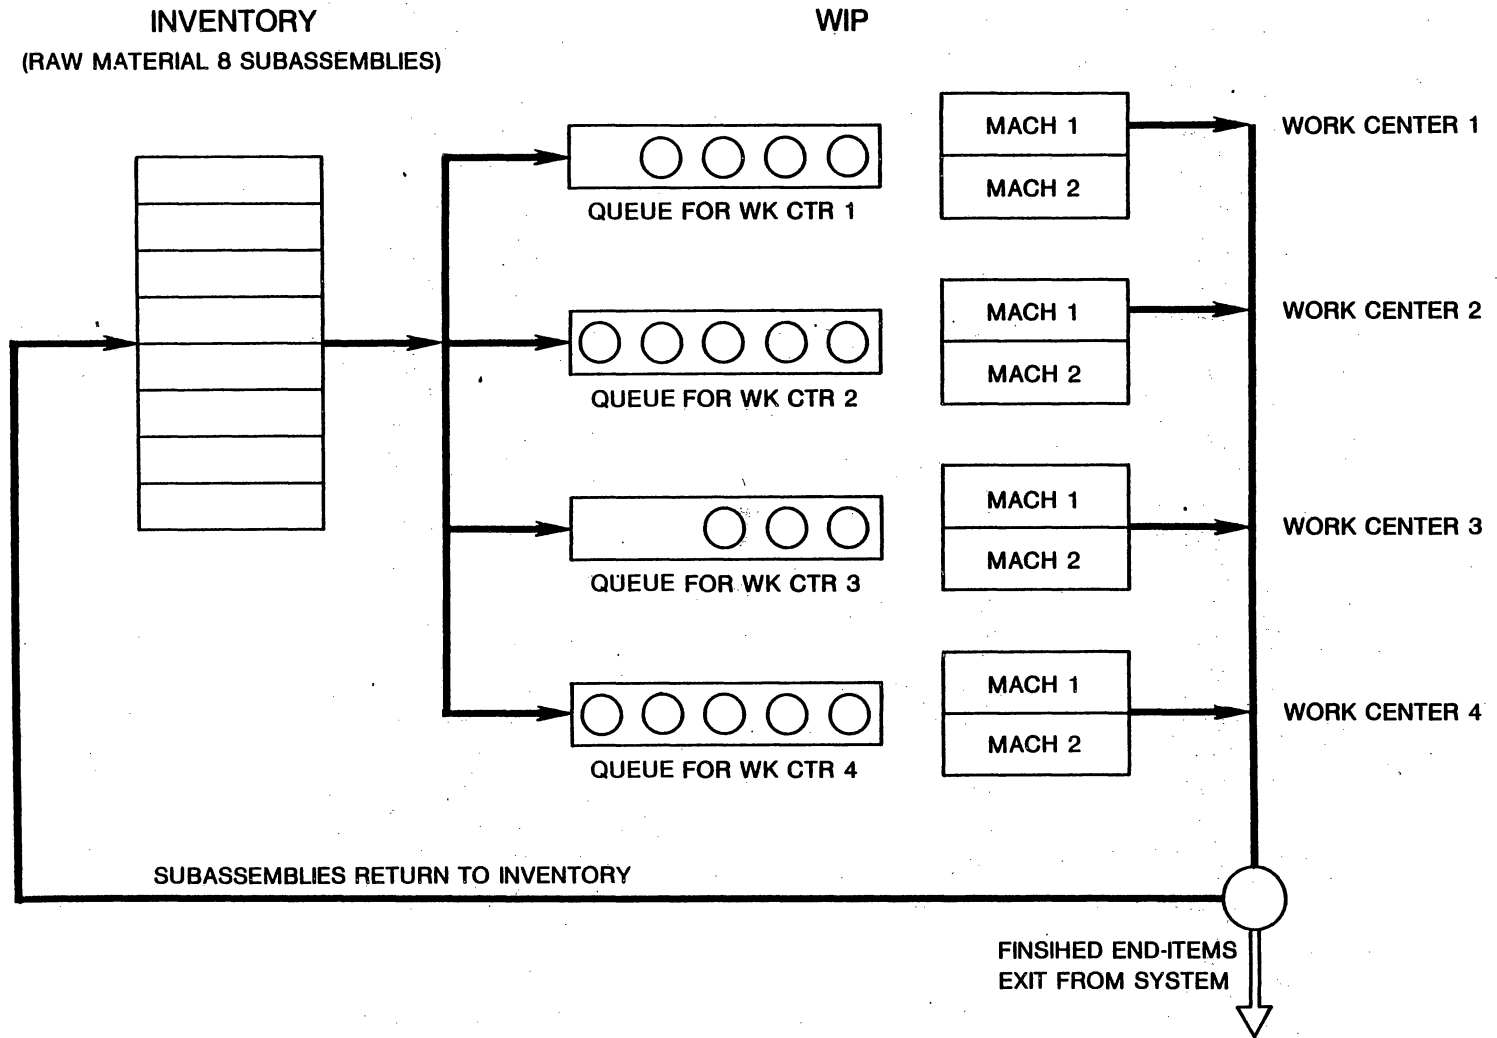 INVENTORY
(RAW MATERIAL 8 SUBASSEMBLIES)
WIP
MACH 1
MACH 2
WORK CENTER 1
QUEUE FOR WK CTR 1
MACH 1
MACH 2
WORK CENTER 2
QUEUE FOR WK CTR 2
MACH 1
MACH 2
WORK CENTER 3
QUEUE FOR WK CTR 3
MACH 1
MACH 2
WORK CENTER 4
QUEUE FOR WK CTR 4
SUBASSEMBLIES RETURN TO INVENTORY
FINSIHED END-ITEMS
EXIT FROM SYSTEM